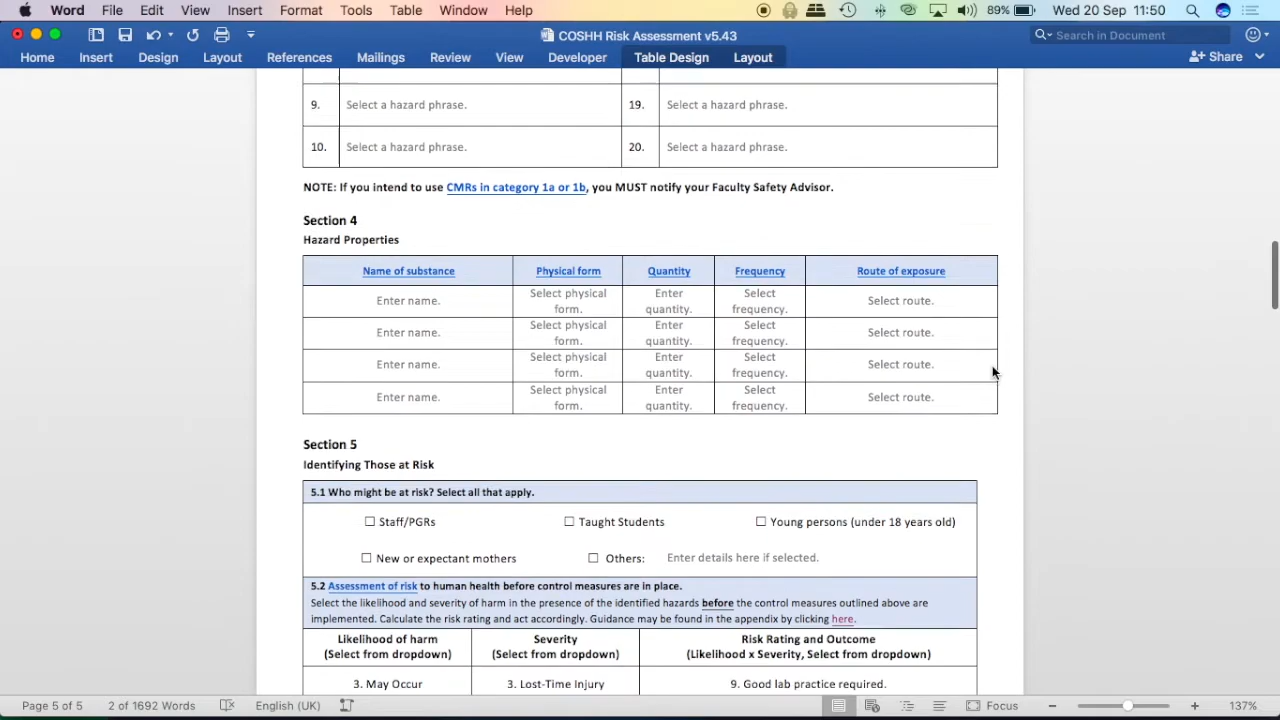 Word File Edit View Insert Format Tools Table Window Help 89% Wed 20 Sep 11:50
COSHH Risk Assessment v5.43
Search in Document
Home Insert Design Layout References Mailings Review View Developer Table Design Layout Share
9. Select a hazard phrase. 19. Select a hazard phrase.
10. Select a hazard phrase. 20. Select a hazard phrase.
NOTE: If you intend to use CMRs in category 1a or 1b, you MUST notify your Faculty Safety Advisor.
Section 4
Hazard Properties
Name of substance Physical form Quantity Frequency Route of exposure
Enter name. Select physical form. Enter quantity. Select frequency. Select route.
Enter name. Select physical form. Enter quantity. Select frequency. Select route.
Enter name. Select physical form. Enter quantity. Select frequency. Select route.
Enter name. Select physical form. Enter quantity. Select frequency. Select route.
Section 5
Identifying Those at Risk
5.1 Who might be at risk? Select all that apply.
☐ Staff/PGRs ☐ Taught Students ☐ Young persons (under 18 years old)
☐ New or expectant mothers ☐ Others: Enter details here if selected.
5.2 Assessment of risk to human health before control measures are in place.
Select the likelihood and severity of harm in the presence of the identified hazards before the control measures outlined above are
implemented. Calculate the risk rating and act accordingly. Guidance may be found in the appendix by clicking here.
Likelihood of harm Severity Risk Rating and Outcome
(Select from dropdown) (Select from dropdown) (Likelihood x Severity, Select from dropdown)
3. May Occur 3. Lost-Time Injury 9. Good lab practice required.
Page 5 of 5 2 of 1692 Words English (UK) Focus 137%